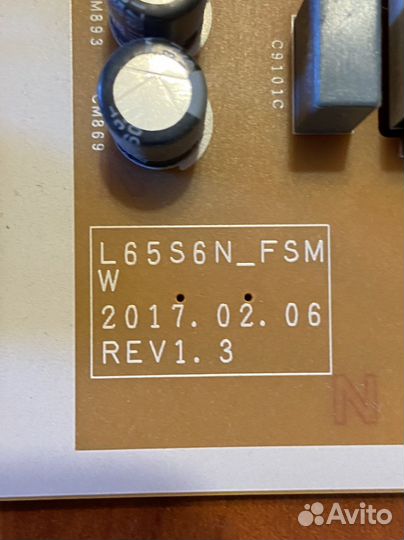 CM893
CM869
C9101C
L65S6N_FSM
W
2017.02.06
REV1.3
N
Avito